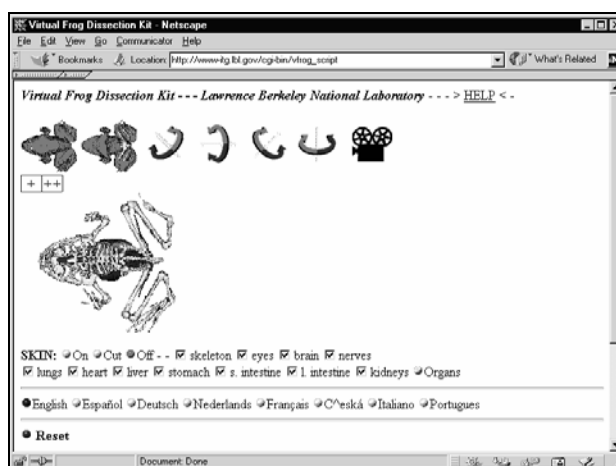 Virtual Frog Dissection Kit - Netscape
File Edit View Go Communicator Help
Bookmarks Location: http://www-itg.lbl.gov/cgi-bin/vfrog_script What's Related
Virtual Frog Dissection Kit - - - Lawrence Berkeley National Laboratory - - - > HELP < -
+ ++
SKIN: On Cut Off - - skeleton eyes brain nerves
lungs heart liver stomach s. intestine l. intestine kidneys Organs
English Español Deutsch Nederlands Français C^eská Italiano Portugues
Reset
Document: Done